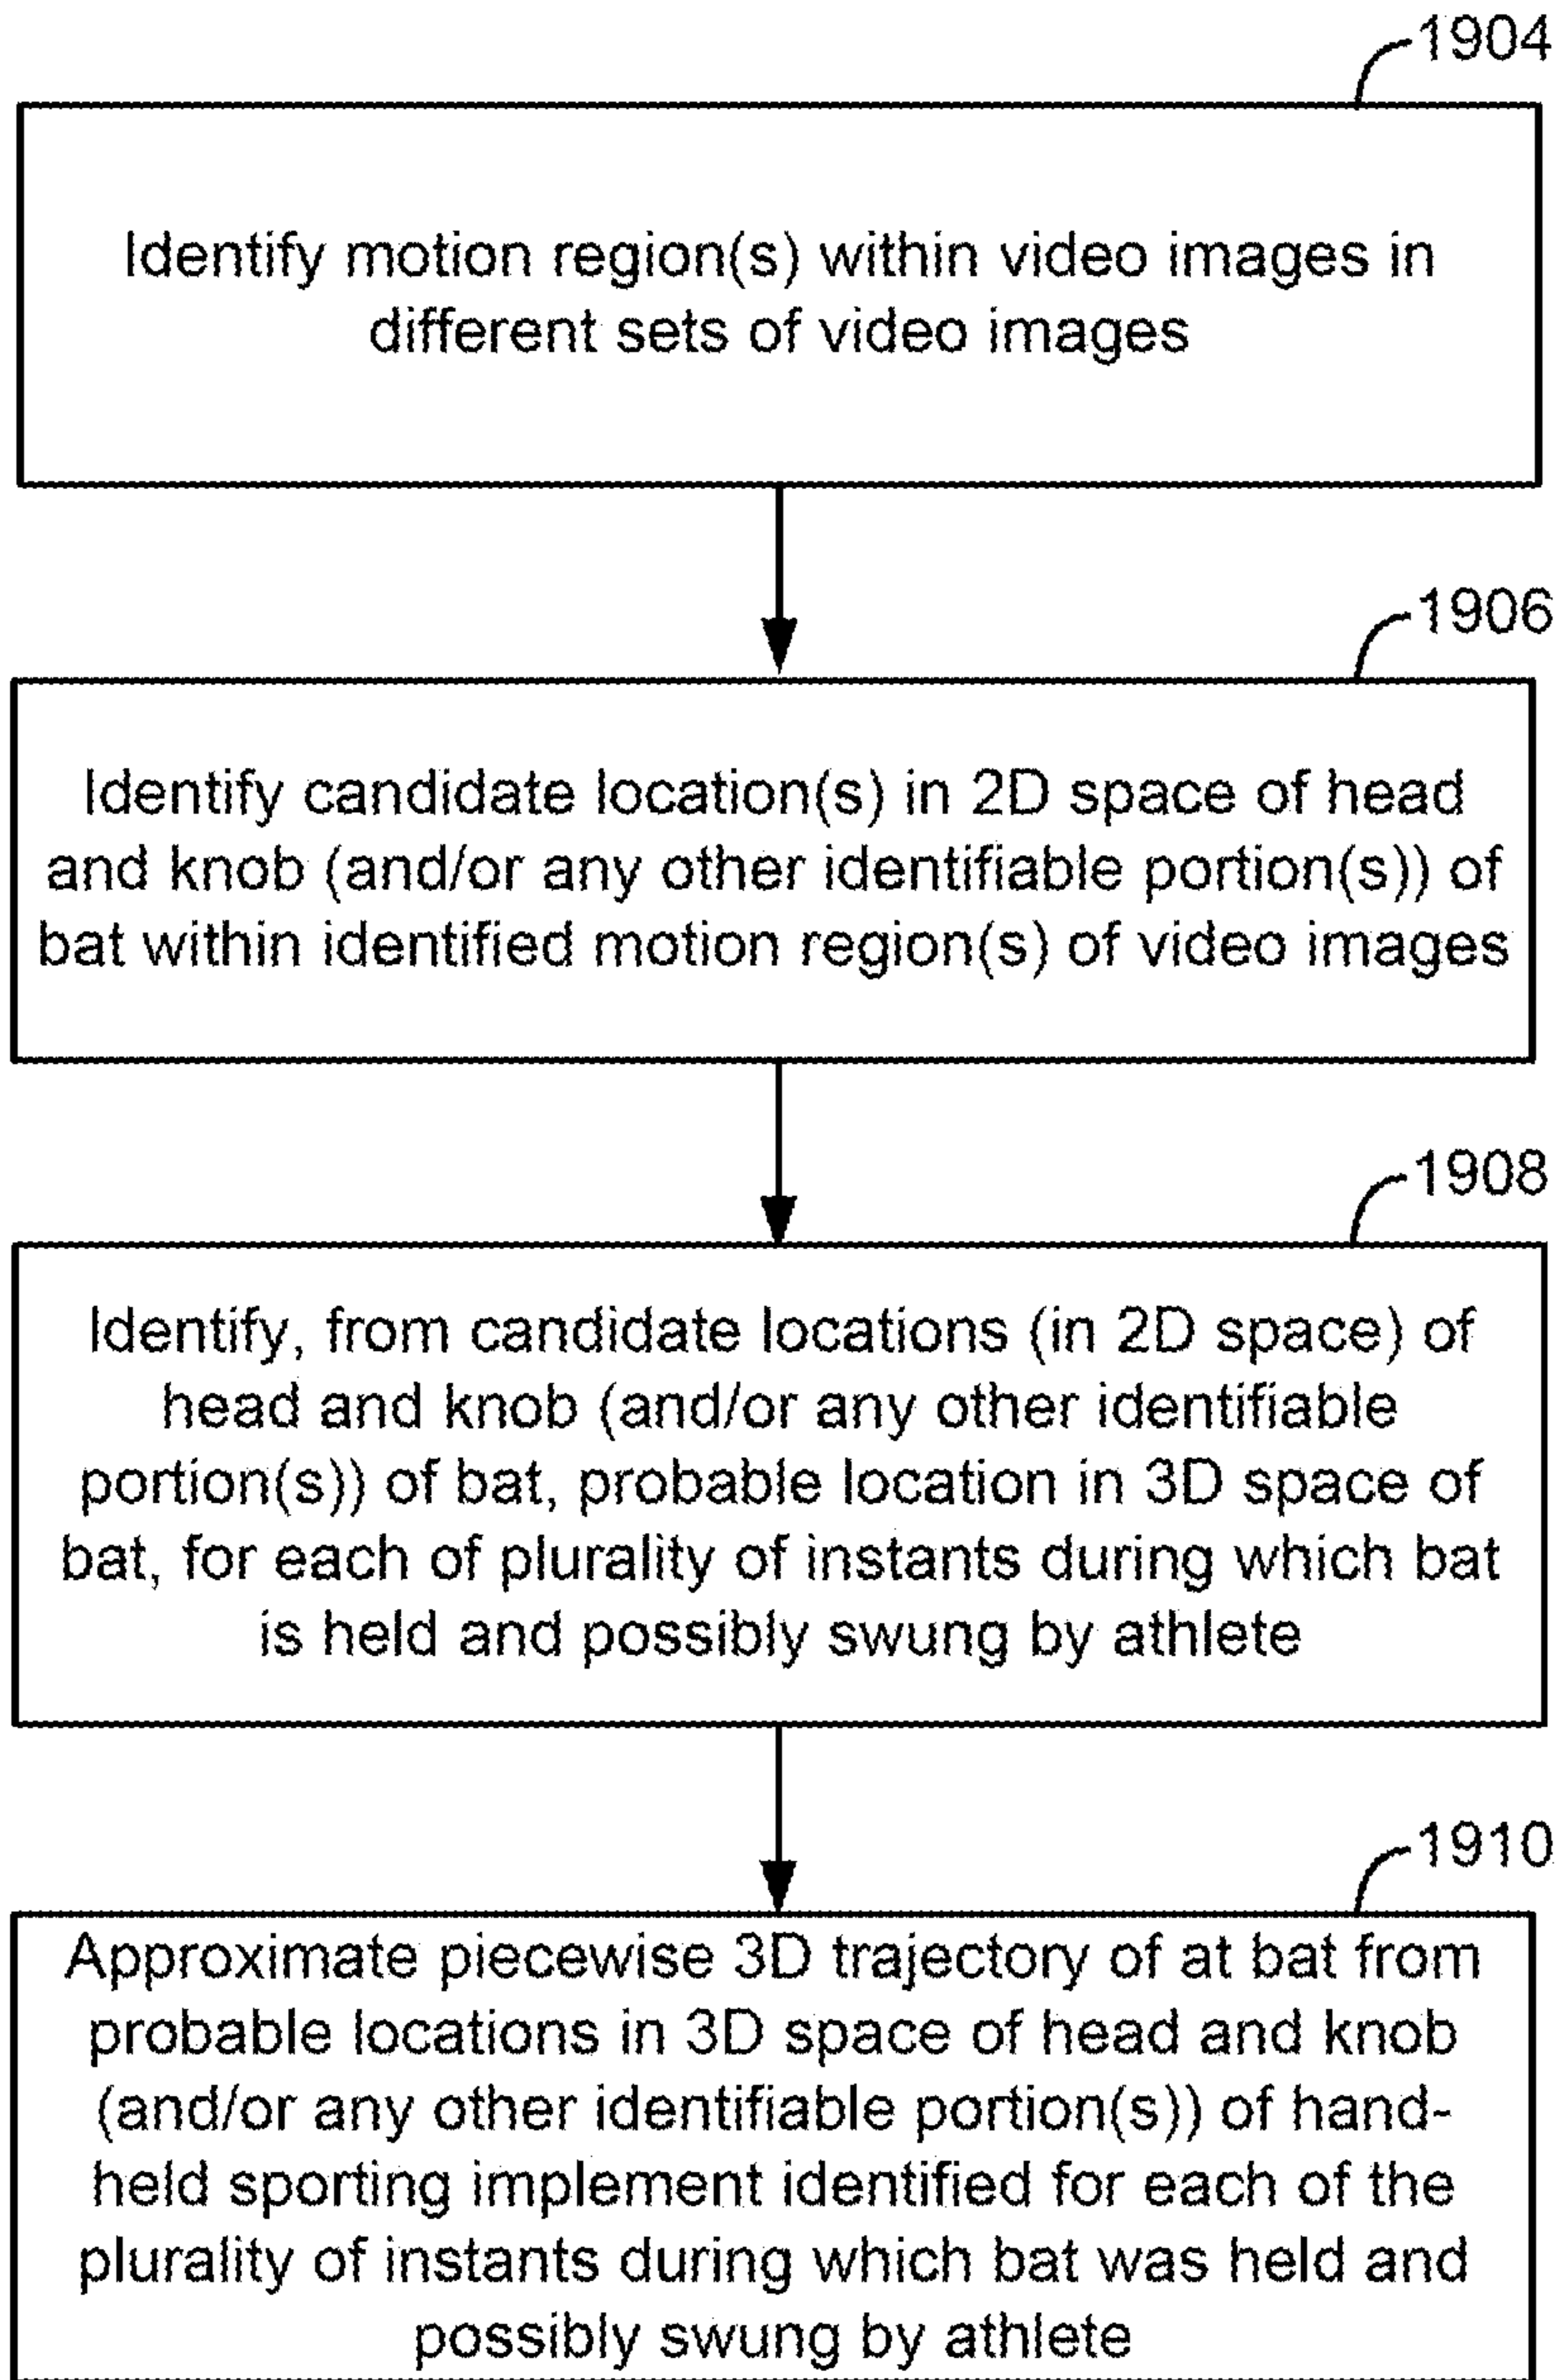 1904
Identify motion region(s) within video images in
different sets of video images
1906
Identify candidate location(s) in 2D space of head
and knob (and/or any other identifiable portion(s)) of
bat within identified motion region(s) of video images
1908
Identify, from candidate locations (in 2D space) of
head and knob (and/or any other identifiable
portion(s)) of bat, probable location in 3D space of
bat, for each of plurality of instants during which bat
is held and possibly swung by athlete
1910
Approximate piecewise 3D trajectory of at bat from
probable locations in 3D space of head and knob
(and/or any other identifiable portion(s)) of hand-
held sporting implement identified for each of the
plurality of instants during which bat was held and
possibly swung by athlete